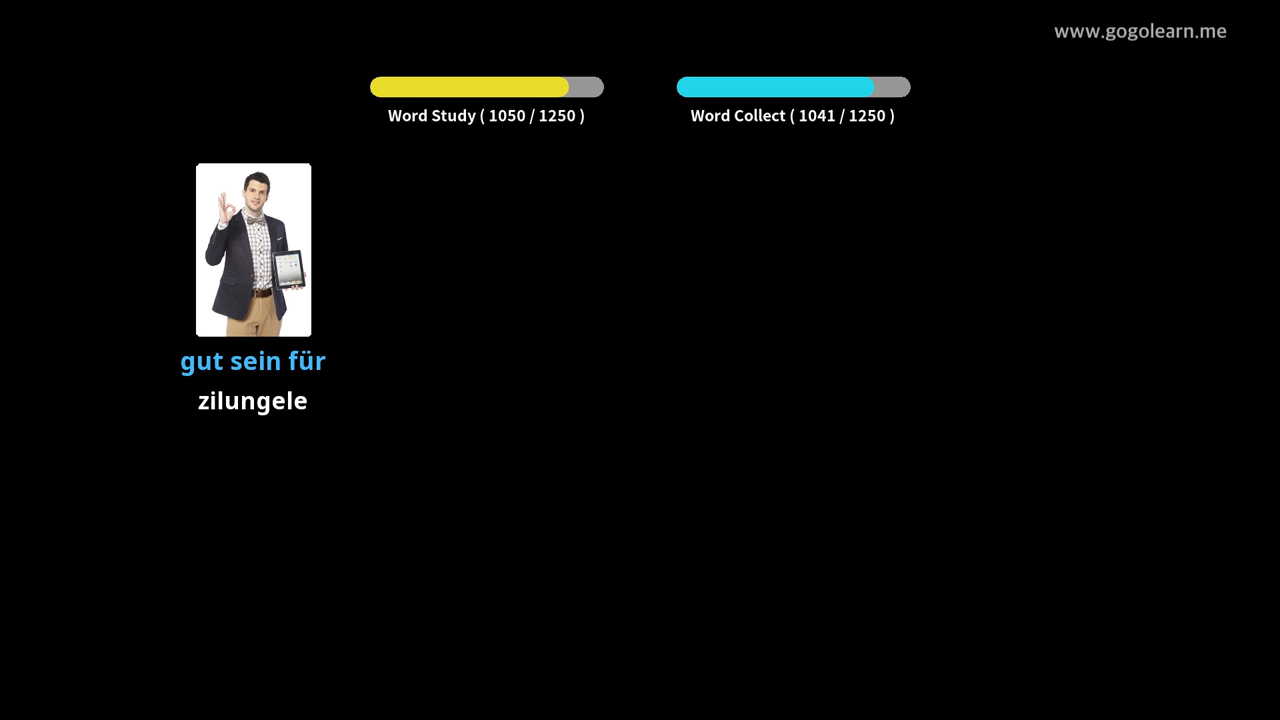 www.gogolearn.me
Word Study ( 1050 / 1250 )
Word Collect ( 1041 / 1250 )
gut sein für
zilungele